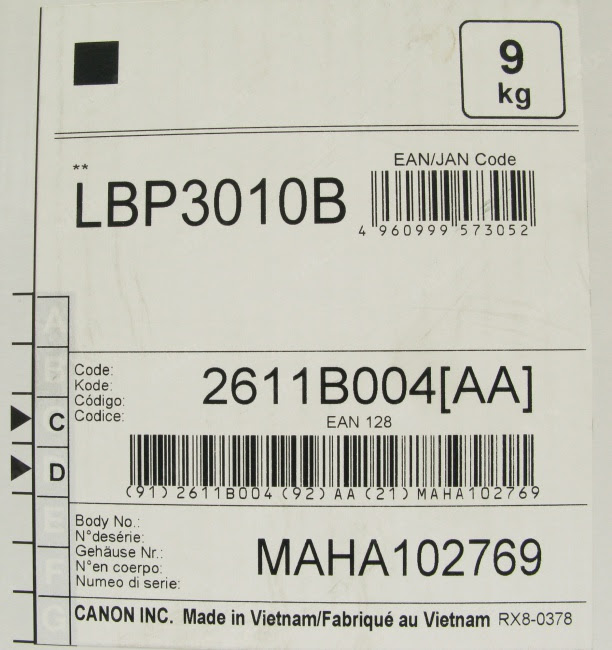 9
kg
**
LBP3010B
EAN/JAN Code
4 960999 573052
A
Code:
Kode:
Código:
Codice:
2611B004[AA]
EAN 128
C
D
(91)2611B004(92)AA(21)MAHA102769
E
Body No.:
N°desérie:
Gehäuse Nr.:
N°en coerpo:
Numeo di serie:
MAHA102769
F
G
CANON INC. Made in Vietnam/Fabriqué au Vietnam RX8-0378